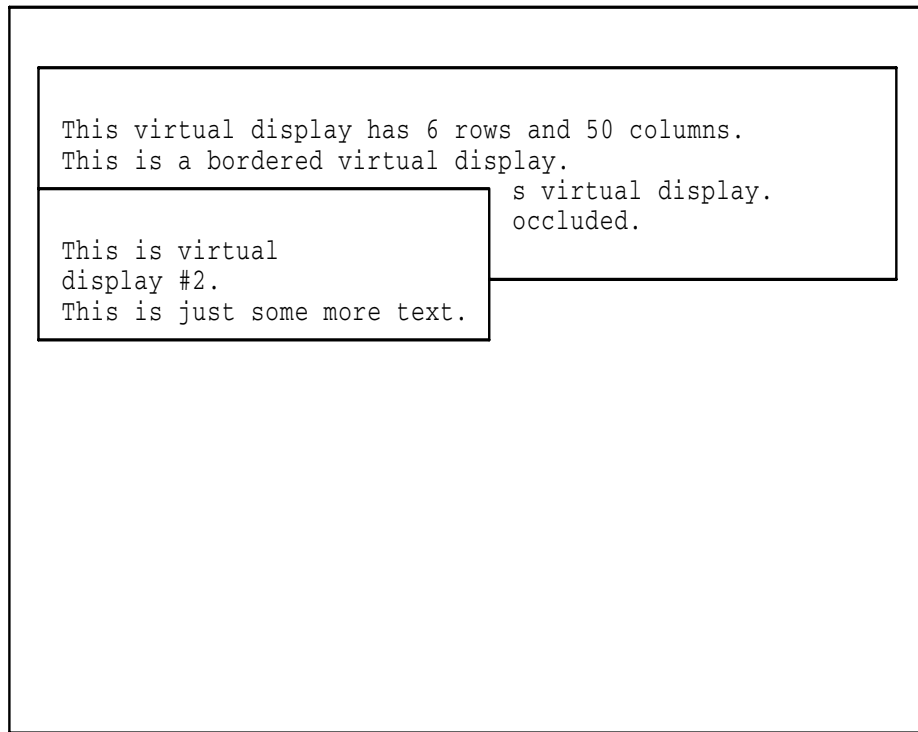 This virtual display has 6 rows and 50 columns.
This is a bordered virtual display.
s virtual display.
occluded.
This is virtual
display #2.
This is just some more text.